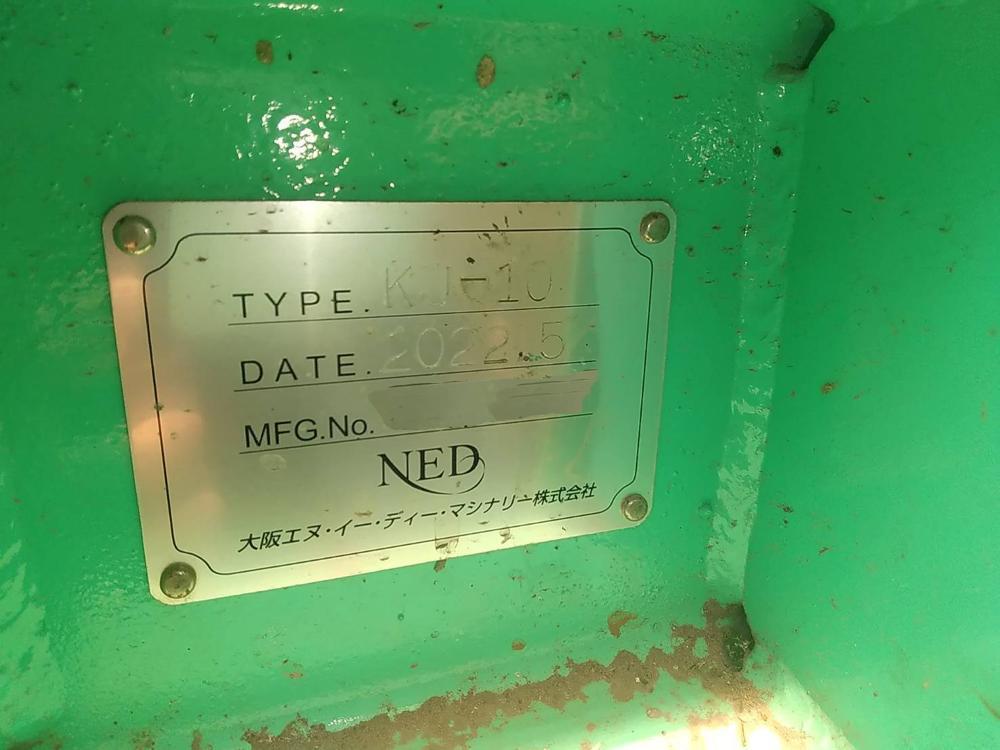 TYPE. KJ-10
DATE. 2022.5
MFG.No.
NED
大阪エヌ・イー・ディー・マシナリー株式会社